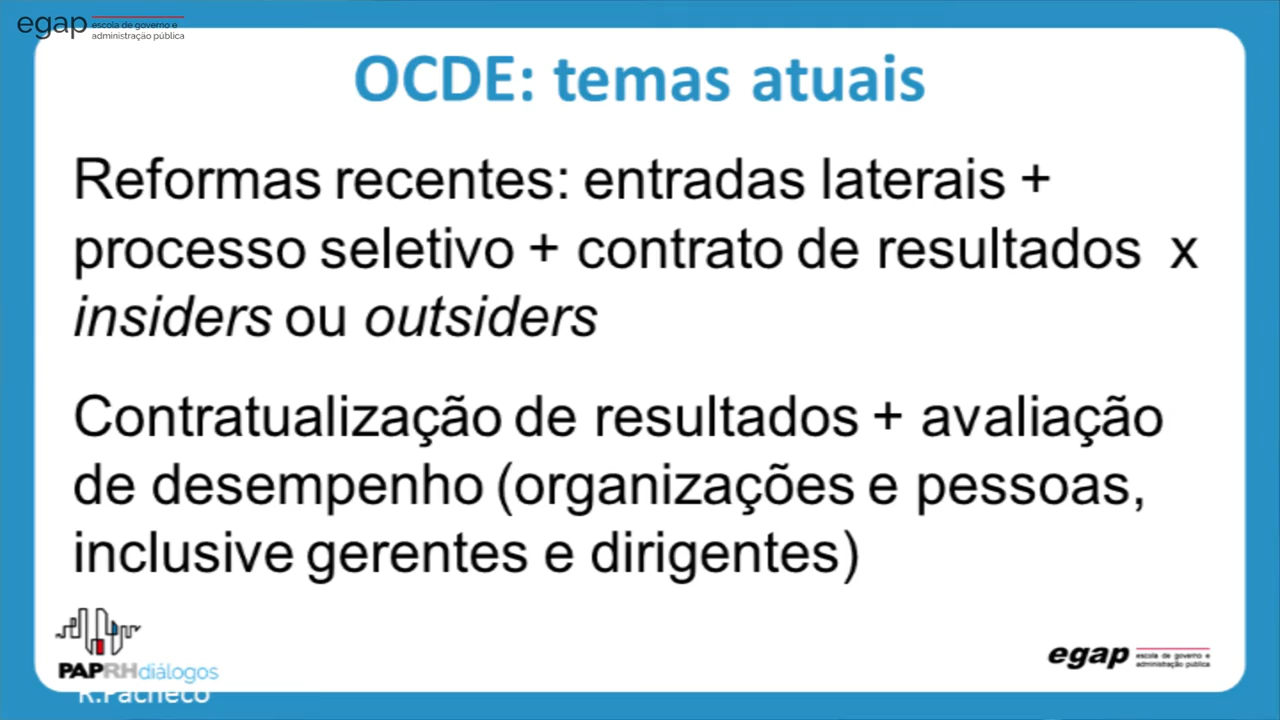 egap escola de governo e
administração pública
OCDE: temas atuais
Reformas recentes: entradas laterais +
processo seletivo + contrato de resultados x
insiders ou outsiders
Contratualização de resultados + avaliação
de desempenho (organizações e pessoas,
inclusive gerentes e dirigentes)
PAPRHdiálogos
R.Pacheco
egap escola de governo e
administração pública